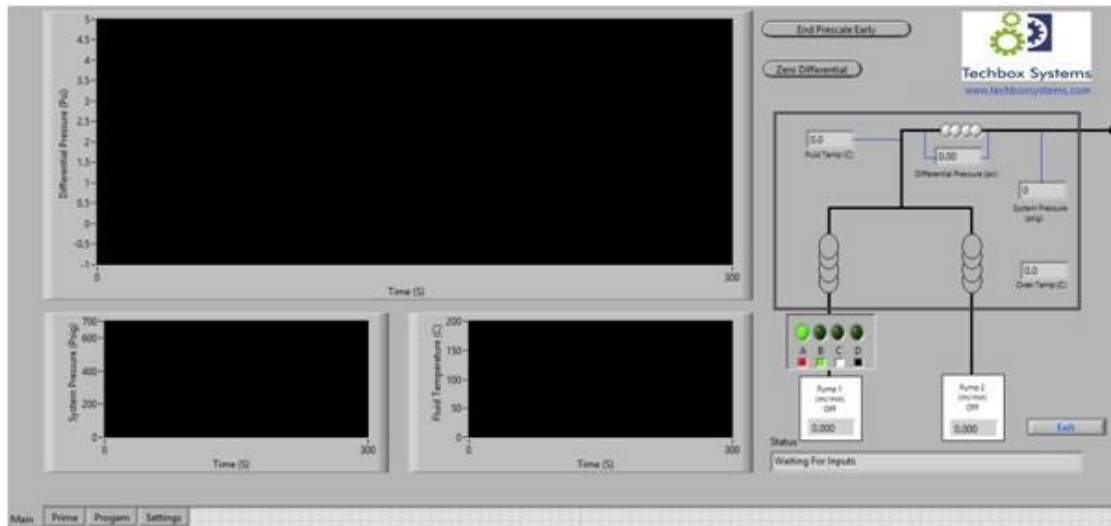 Differential Pressure (Psi)
5
4.5
4
3.5
3
2.5
2
1.5
1
0.5
0
-0.5
-1
0
300
Time (S)
System Pressure (Psig)
700
600
400
200
0
0
300
Time (S)
Fluid Temperature (C)
200
150
100
50
0
0
300
Time (S)
End Prescale Early
Zero Differential
Techbox Systems
www.techboxsystems.com
0.0
Fluid Temp (C)
0.00
Differential Pressure (psi)
0
System Pressure
(psig)
0.0
Oven Temp (C)
A B C D
Pump 1
(ml/min)
OFF
0.000
Pump 2
(ml/min)
OFF
0.000
Exit
Status
Waiting For Inputs
Main Prime Progam Settings